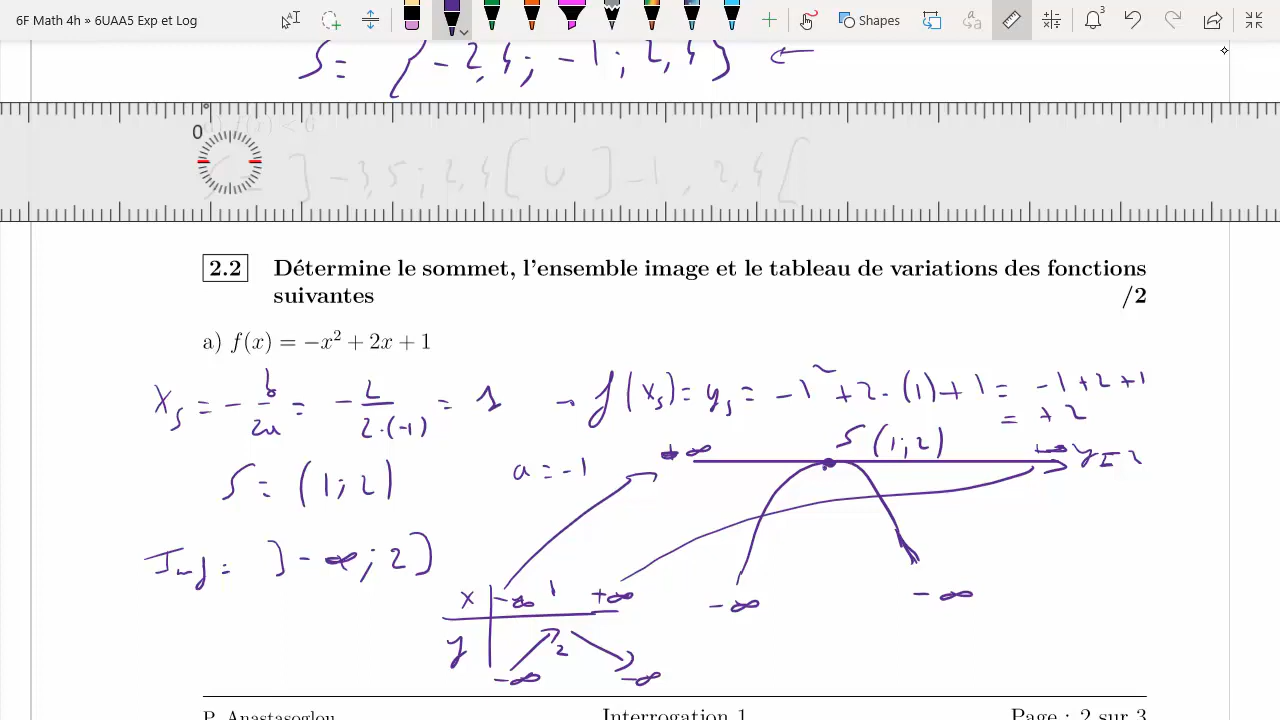 6F Math 4h » 6UAA5 Exp et Log
Shapes
3
S = { -2,4 ; -1 ; 2,4 } ←
0
2.2 Détermine le sommet, l'ensemble image et le tableau de variations des fonctions
suivantes /2
a) f(x) = −x² + 2x + 1
Xs = - b/2a = - 2/2·(-1) = 1 → f(xs) = ys = -1² + 2·(1) + 1 = -1+2+1
= +2
S = (1;2)
a = -1
S(1;2)
y = 2
Imf = ]-∞; 2]
x | -∞ 1 +∞
y | -∞ ↗ 2 ↘ -∞
-∞ -∞
P. Anastasoglou Interrogation 1 Page : 2 sur 3